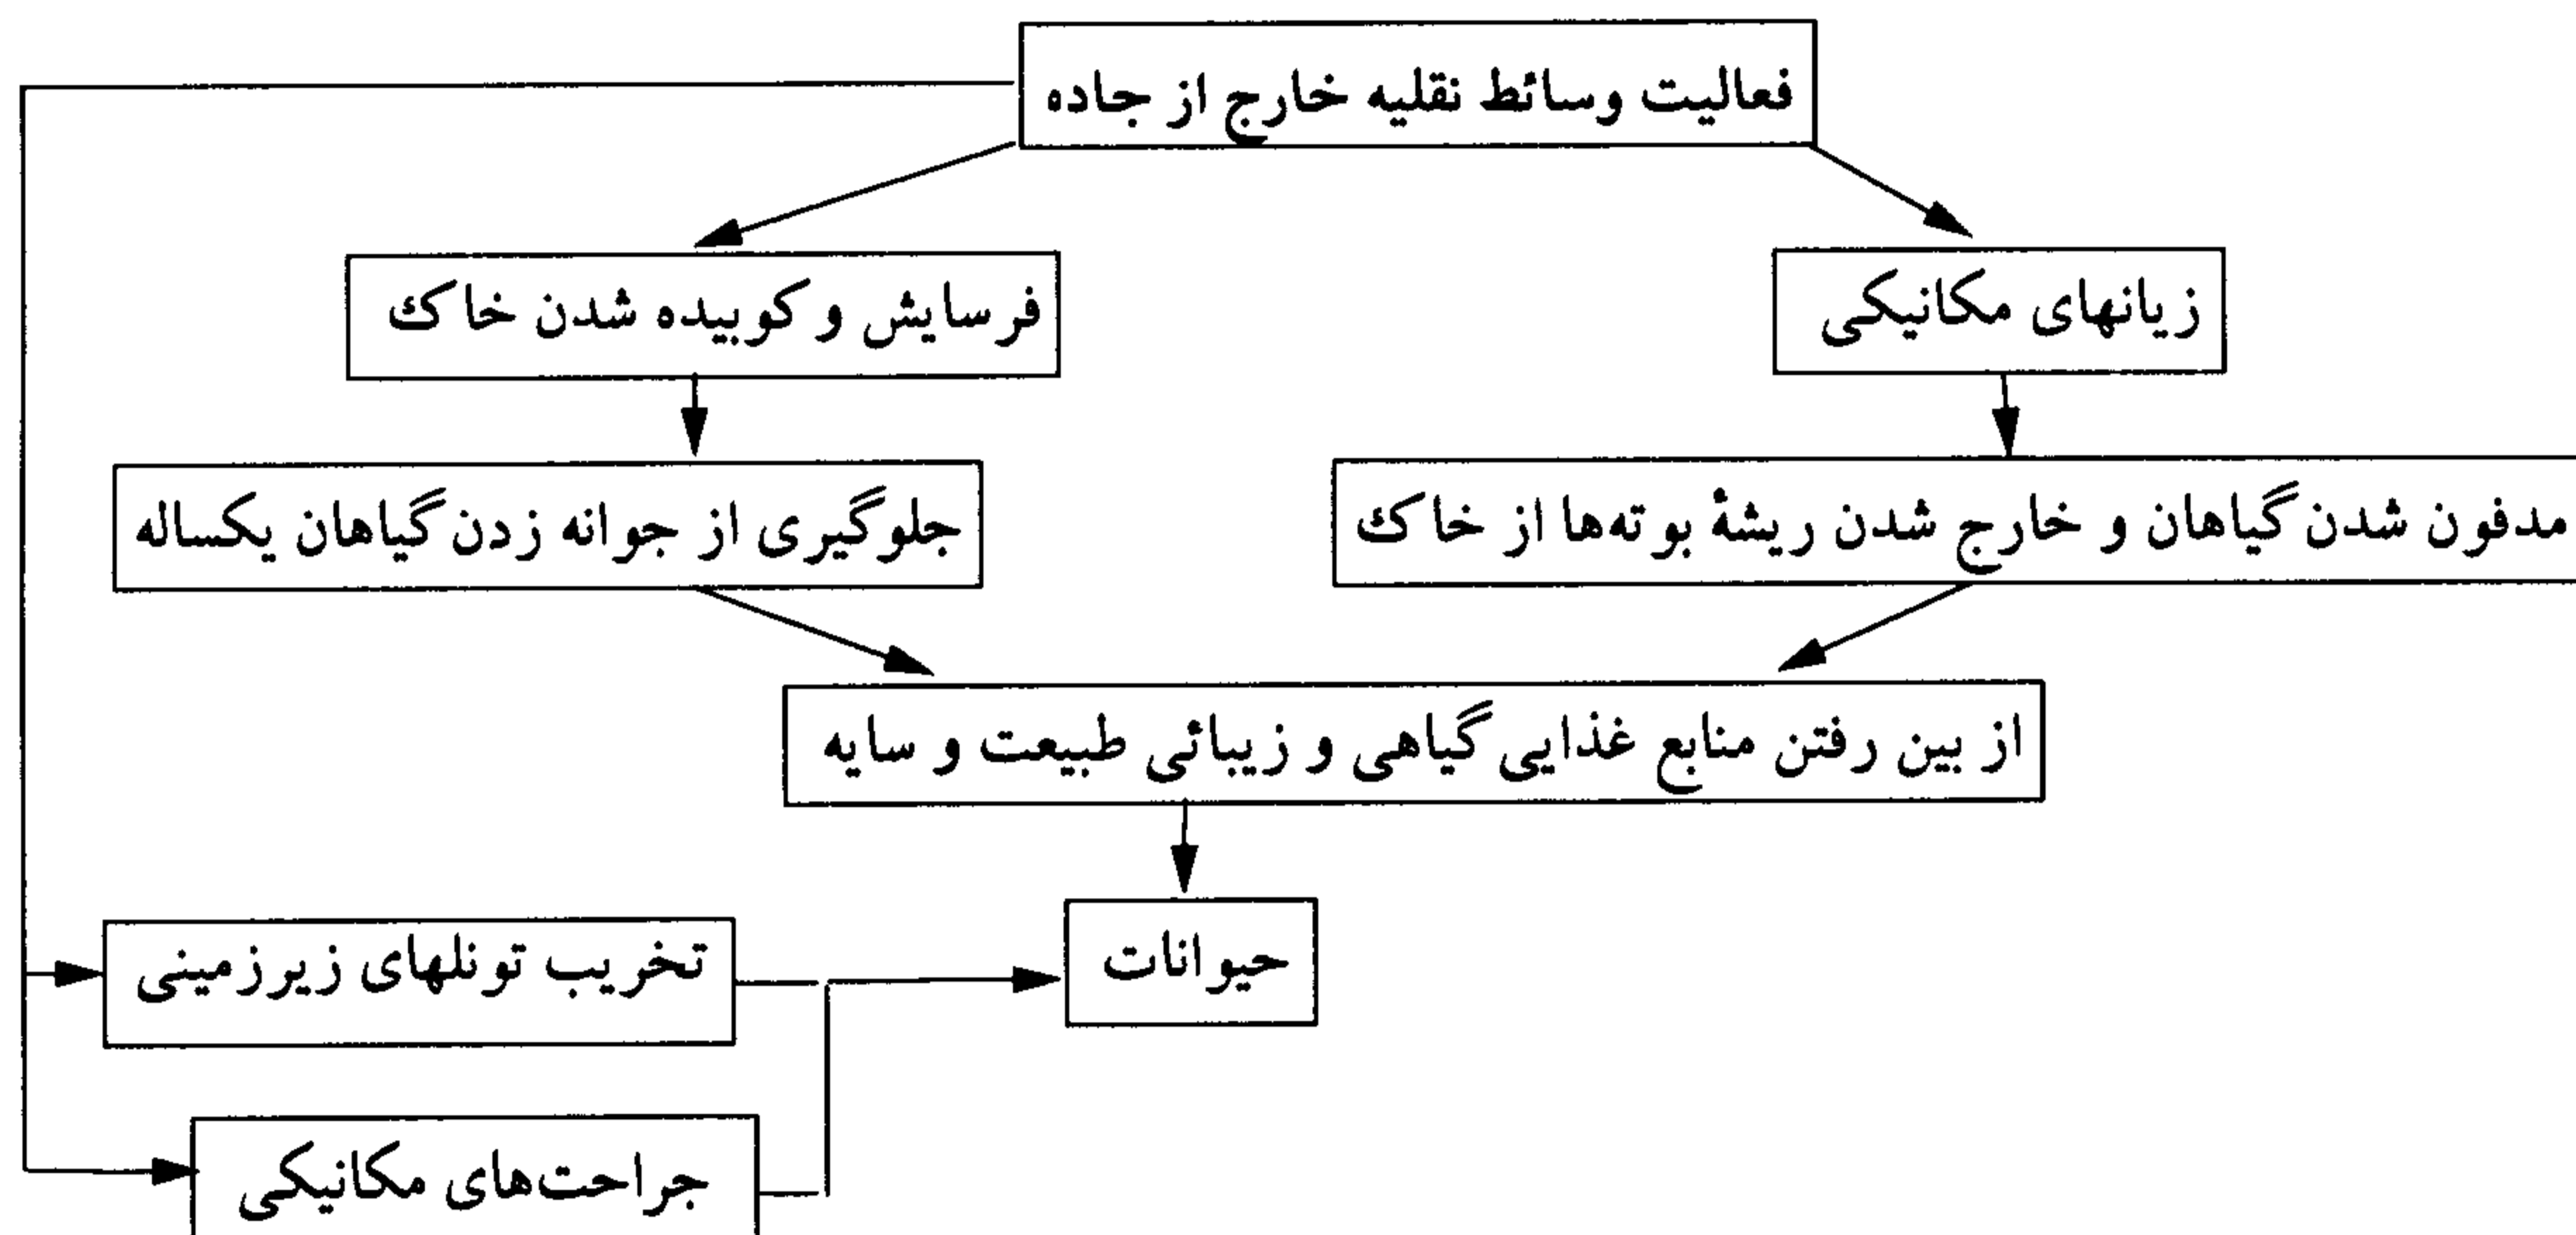 فعالیت وسائط نقلیه خارج از جاده
زیانهای مکانیکی
فرسایش و کوبیده شدن خاک
مدفون شدن گیاهان و خارج شدن ریشهٔ بوته‌ها از خاک
جلوگیری از جوانه زدن گیاهان یکساله
از بین رفتن منابع غذایی گیاهی و زیبائی طبیعت و سایه
حیوانات
تخریب تونلهای زیرزمینی
جراحت‌های مکانیکی